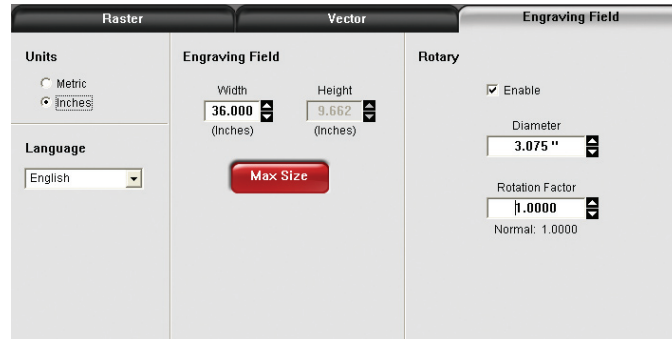 Raster
Vector
Engraving Field
Units
Metric
Inches
Language
English
Engraving Field
Width
Height
36.000
9.662
(Inches)
(Inches)
Max Size
Rotary
Enable
Diameter
3.075 "
Rotation Factor
1.0000
Normal: 1.0000